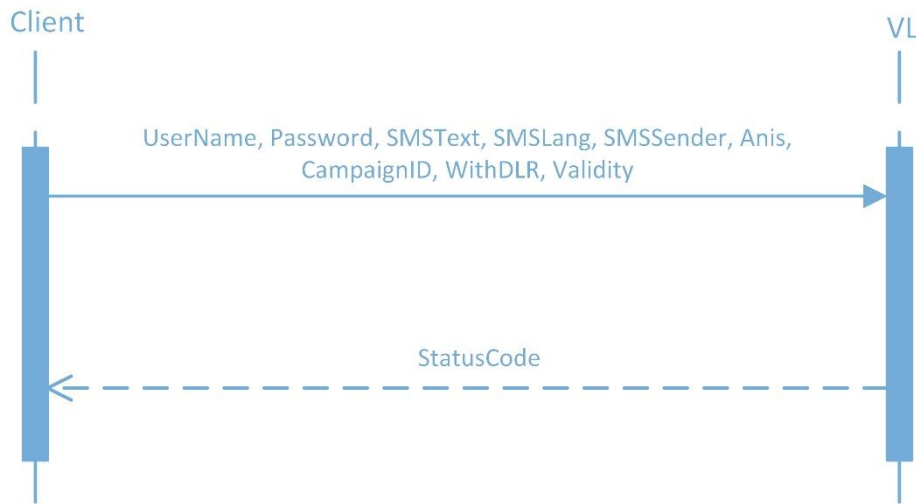 Client
VL
UserName, Password, SMSText, SMSLang, SMSSender, Anis,
CampaignID, WithDLR, Validity
StatusCode